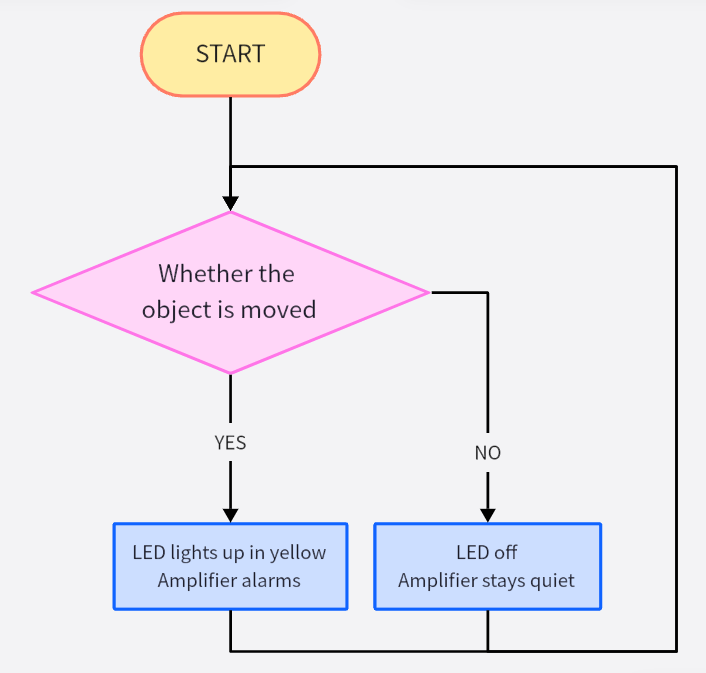 START
Whether the
object is moved
YES
NO
LED lights up in yellow
Amplifier alarms
LED off
Amplifier stays quiet